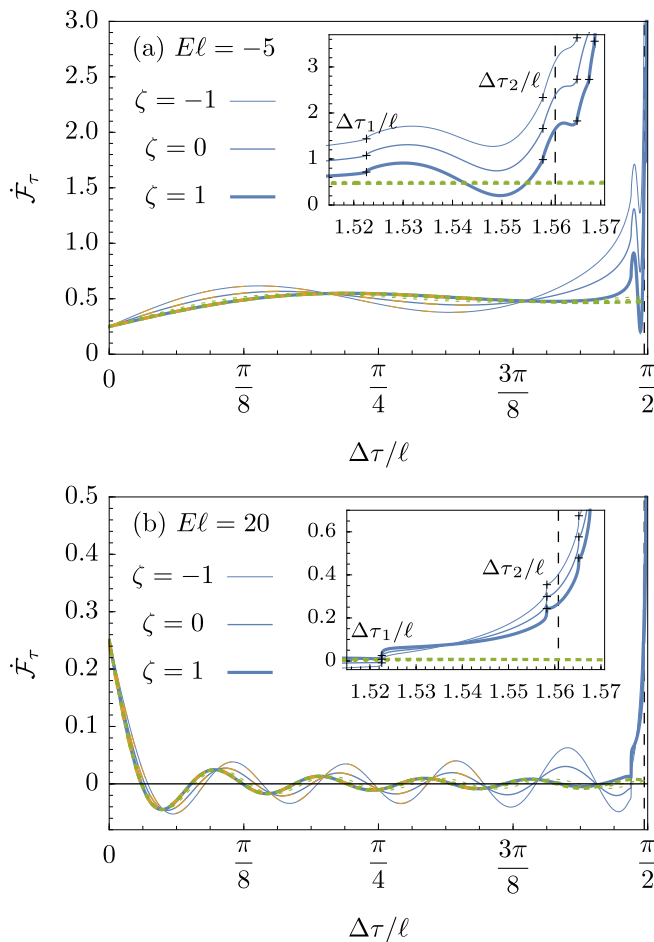 3.0
2.5
2.0
1.5
1.0
0.5
0
Ḟτ
(a) Eℓ = −5
ζ = −1
ζ = 0
ζ = 1
3
2
1
0
Δτ₁/ℓ
Δτ₂/ℓ
1.52 1.53 1.54 1.55 1.56 1.57
0 π/8 π/4 3π/8 π/2
Δτ/ℓ
0.5
0.4
0.3
0.2
0.1
0
Ḟτ
(b) Eℓ = 20
ζ = −1
ζ = 0
ζ = 1
0.6
0.4
0.2
0
Δτ₁/ℓ
Δτ₂/ℓ
1.52 1.53 1.54 1.55 1.56 1.57
0 π/8 π/4 3π/8 π/2
Δτ/ℓ